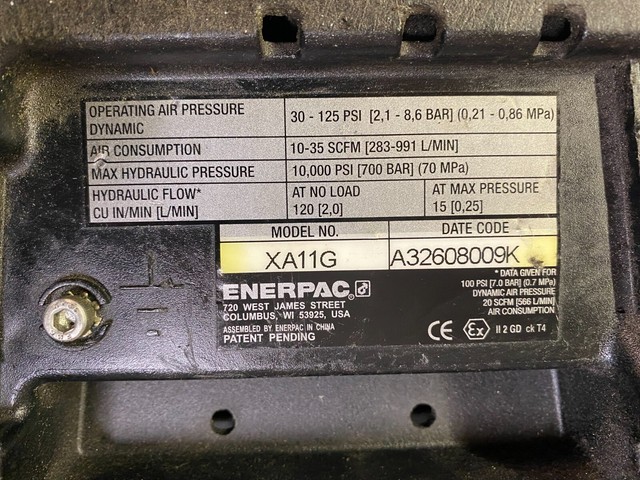 OPERATING AIR PRESSURE DYNAMIC 30 - 125 PSI [2,1 - 8,6 BAR] (0,21 - 0,86 MPa)
AIR CONSUMPTION 10-35 SCFM [283-991 L/MIN]
MAX HYDRAULIC PRESSURE 10,000 PSI [700 BAR] (70 MPa)
HYDRAULIC FLOW* AT NO LOAD AT MAX PRESSURE
CU IN/MIN [L/MIN] 120 [2,0] 15 [0,25]
MODEL NO. DATE CODE
XA11G A32608009K
ENERPAC
720 WEST JAMES STREET
COLUMBUS, WI 53925, USA
ASSEMBLED BY ENERPAC IN CHINA
PATENT PENDING
* DATA GIVEN FOR
100 PSI [7.0 BAR] (0.7 MPa)
DYNAMIC AIR PRESSURE
20 SCFM [566 L/MIN]
AIR CONSUMPTION
CE Ex II 2 GD ck T4